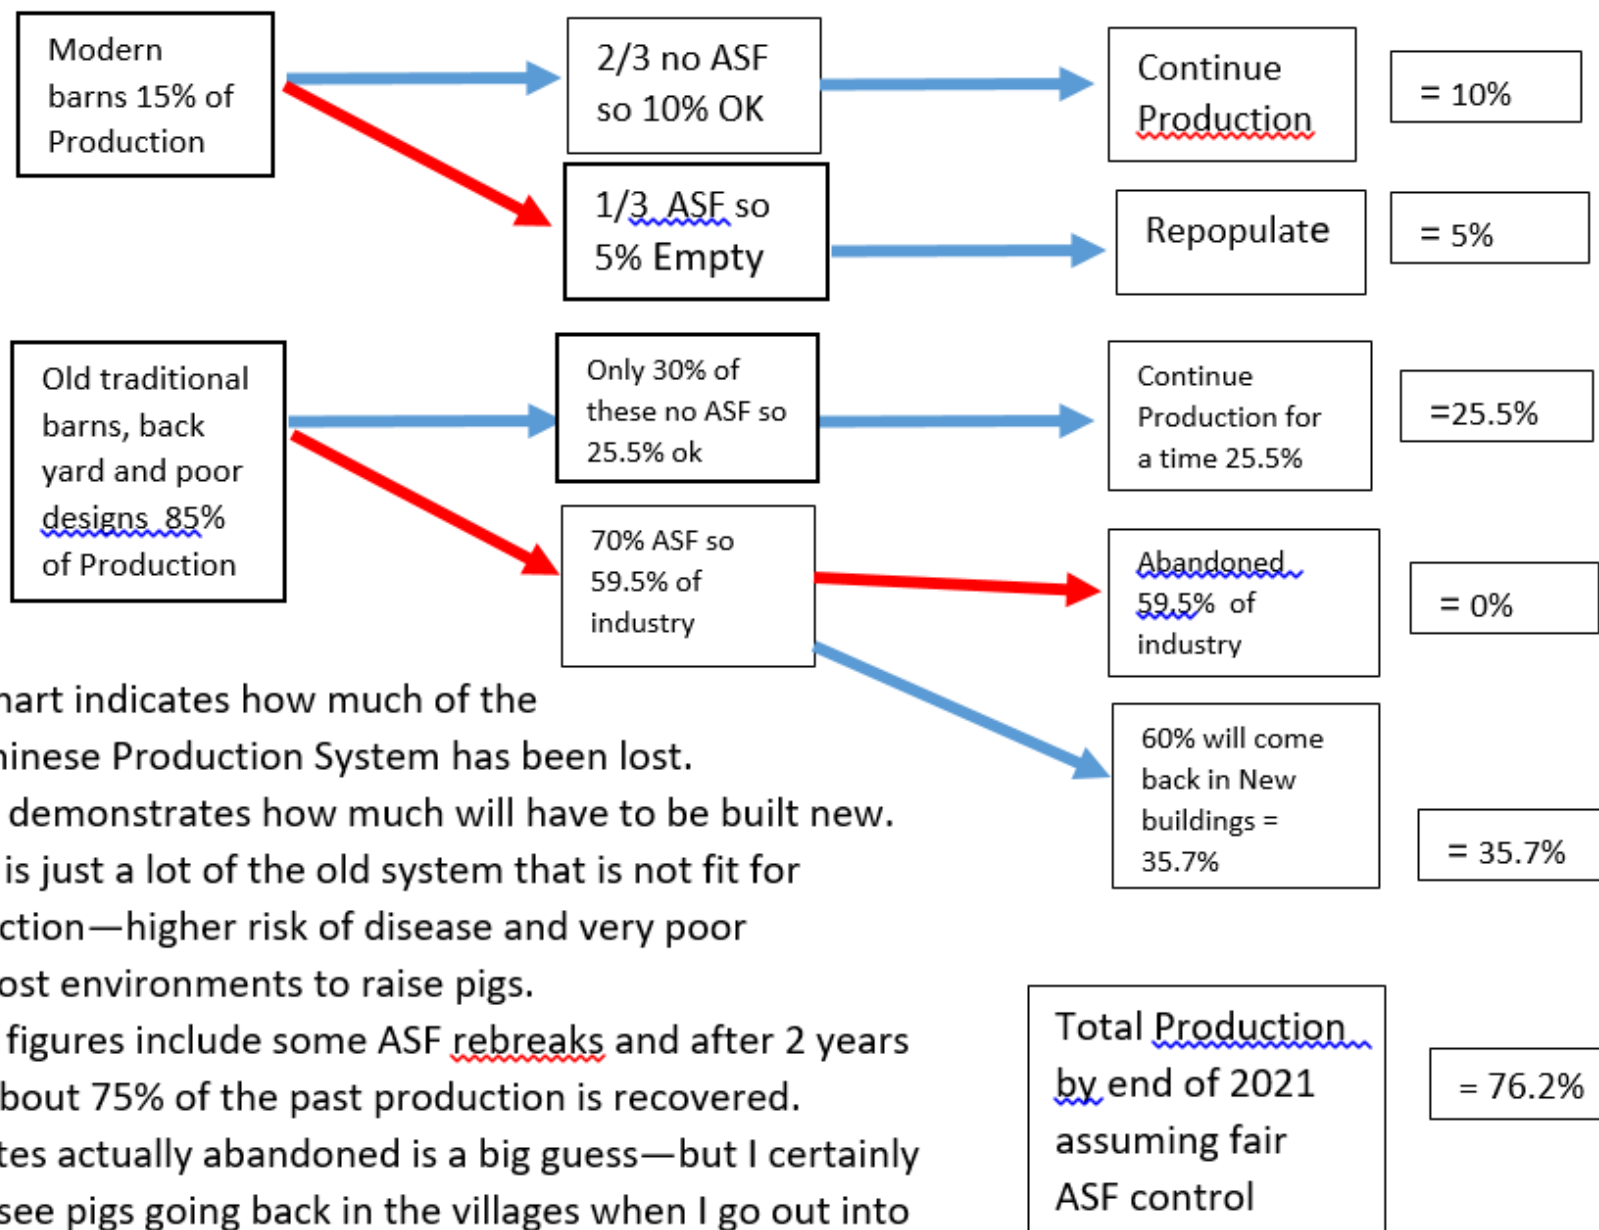 Modern
barns 15% of
Production
2/3 no ASF
so 10% OK
Continue
Production
= 10%
1/3 ASF so
5% Empty
Repopulate
= 5%
Old traditional
barns, back
yard and poor
designs 85%
of Production
Only 30% of
these no ASF so
25.5% ok
Continue
Production for
a time 25.5%
=25.5%
70% ASF so
59.5% of
industry
Abandoned
59.5% of
industry
= 0%
60% will come
back in New
buildings =
35.7%
= 35.7%
indicates how much of the
Production System has been lost.
demonstrates how much will have to be built new.
is just a lot of the old system that is not fit for
—higher risk of disease and very poor
environments to raise pigs.
figures include some ASF rebreaks and after 2 years
75% of the past production is recovered.
actually abandoned is a big guess—but I certainly
see pigs going back in the villages when I go out into
Total Production
by end of 2021
assuming fair
ASF control
= 76.2%